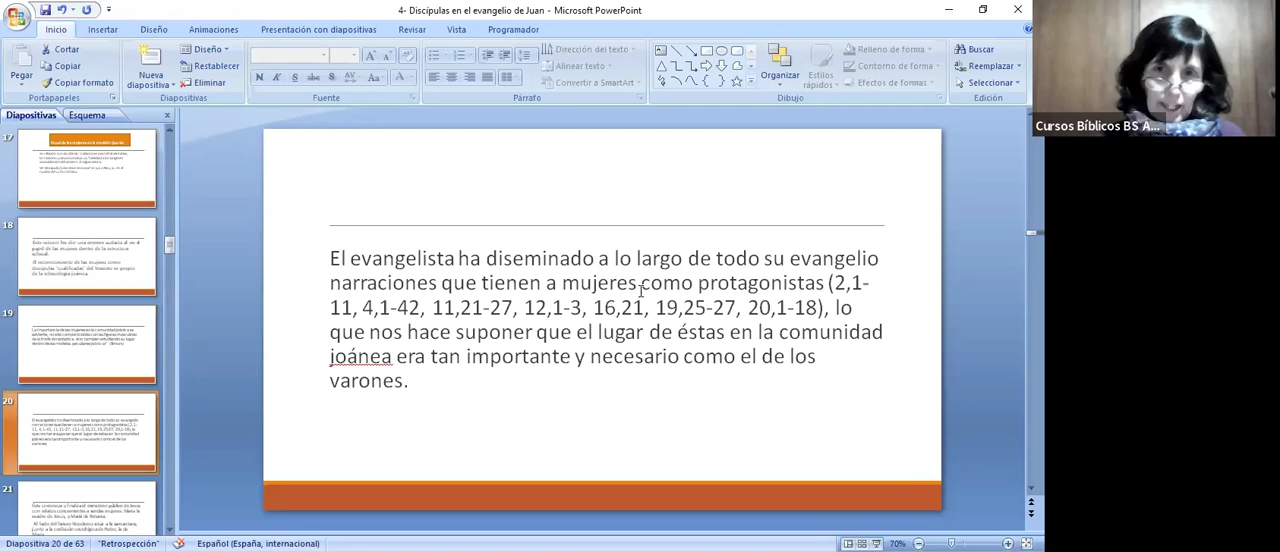 4- Discípulas en el evangelio de Juan - Microsoft PowerPoint
Inicio Insertar Diseño Animaciones Presentación con diapositivas Revisar Vista Programador
Pegar
Cortar
Copiar
Copiar formato
Portapapeles
Nueva
diapositiva
Diseño
Restablecer
Eliminar
Diapositivas
Fuente
Dirección del texto
Alinear texto
Convertir a SmartArt
Párrafo
Organizar
Estilos
rápidos
Relleno de forma
Contorno de forma
Efectos de formas
Dibujo
Buscar
Reemplazar
Seleccionar
Edición
Cursos Bíblicos BS A...
Diapositivas Esquema
17
18
19
20
21
El evangelista ha diseminado a lo largo de todo su evangelio
narraciones que tienen a mujeres como protagonistas (2,1-
11, 4,1-42, 11,21-27, 12,1-3, 16,21, 19,25-27, 20,1-18), lo
que nos hace suponer que el lugar de éstas en la comunidad
joánea era tan importante y necesario como el de los
varones.
Diapositiva 20 de 63 "Retrospección" Español (España, internacional) 70%